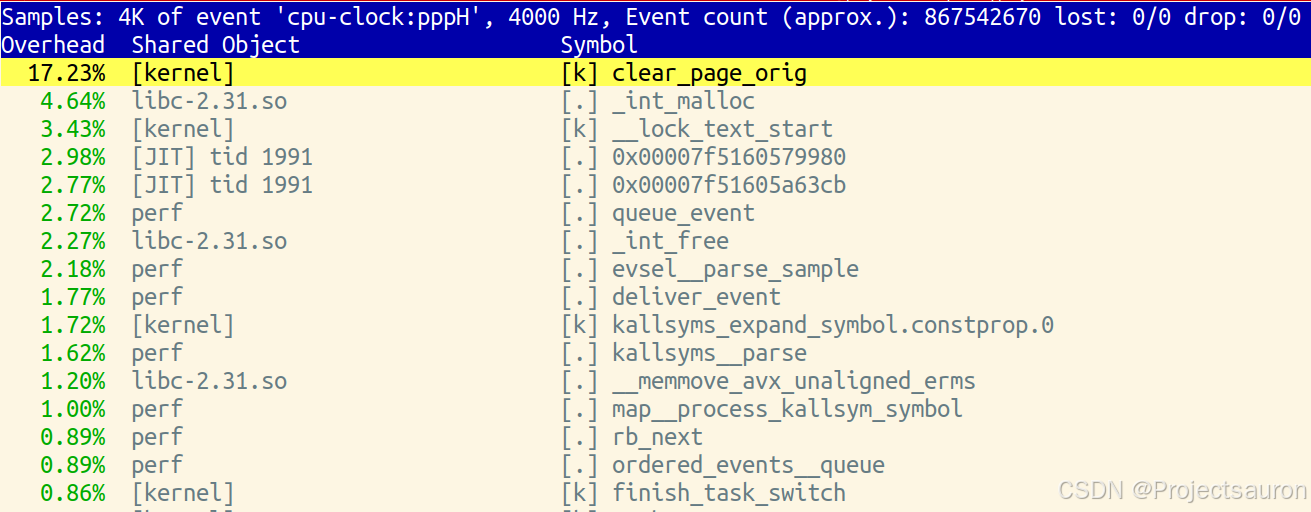 Samples: 4K of event 'cpu-clock:pppH', 4000 Hz, Event count (approx.): 867542670 lost: 0/0 drop: 0/0
Overhead  Shared Object  Symbol
17.23%  [kernel]  [k] clear_page_orig
4.64%  libc-2.31.so  [.] _int_malloc
3.43%  [kernel]  [k] __lock_text_start
2.98%  [JIT] tid 1991  [.] 0x00007f5160579980
2.77%  [JIT] tid 1991  [.] 0x00007f51605a63cb
2.72%  perf  [.] queue_event
2.27%  libc-2.31.so  [.] _int_free
2.18%  perf  [.] evsel__parse_sample
1.77%  perf  [.] deliver_event
1.72%  [kernel]  [k] kallsyms_expand_symbol.constprop.0
1.62%  perf  [.] kallsyms__parse
1.20%  libc-2.31.so  [.] __memmove_avx_unaligned_erms
1.00%  perf  [.] map__process_kallsym_symbol
0.89%  perf  [.] rb_next
0.89%  perf  [.] ordered_events__queue
0.86%  [kernel]  [k] finish_task_switch
CSDN @Projectsauron